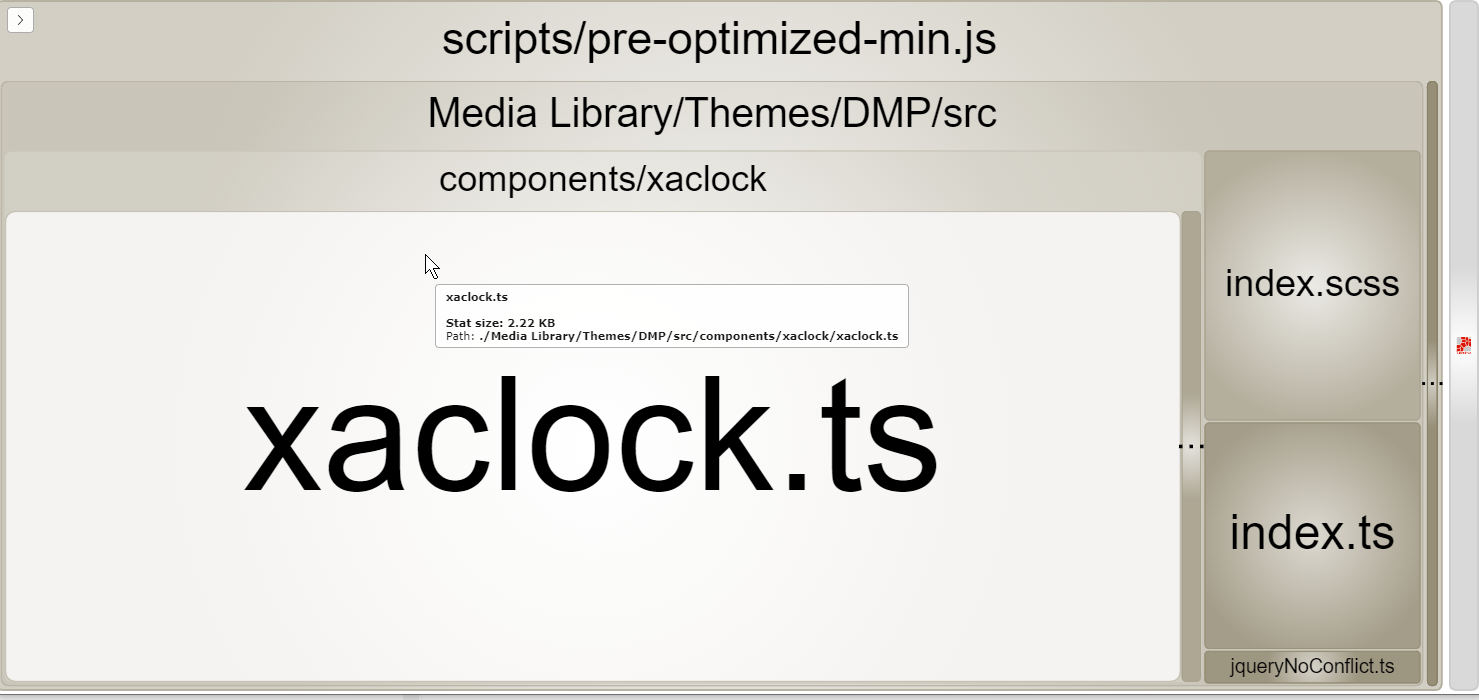 scripts/pre-optimized-min.js
Media Library/Themes/DMP/src
components/xaclock
xaclock.ts
Stat size: 2.22 KB
Path: ./Media Library/Themes/DMP/src/components/xaclock/xaclock.ts
xaclock.ts
...
index.scss
index.ts
jqueryNoConflict.ts
...